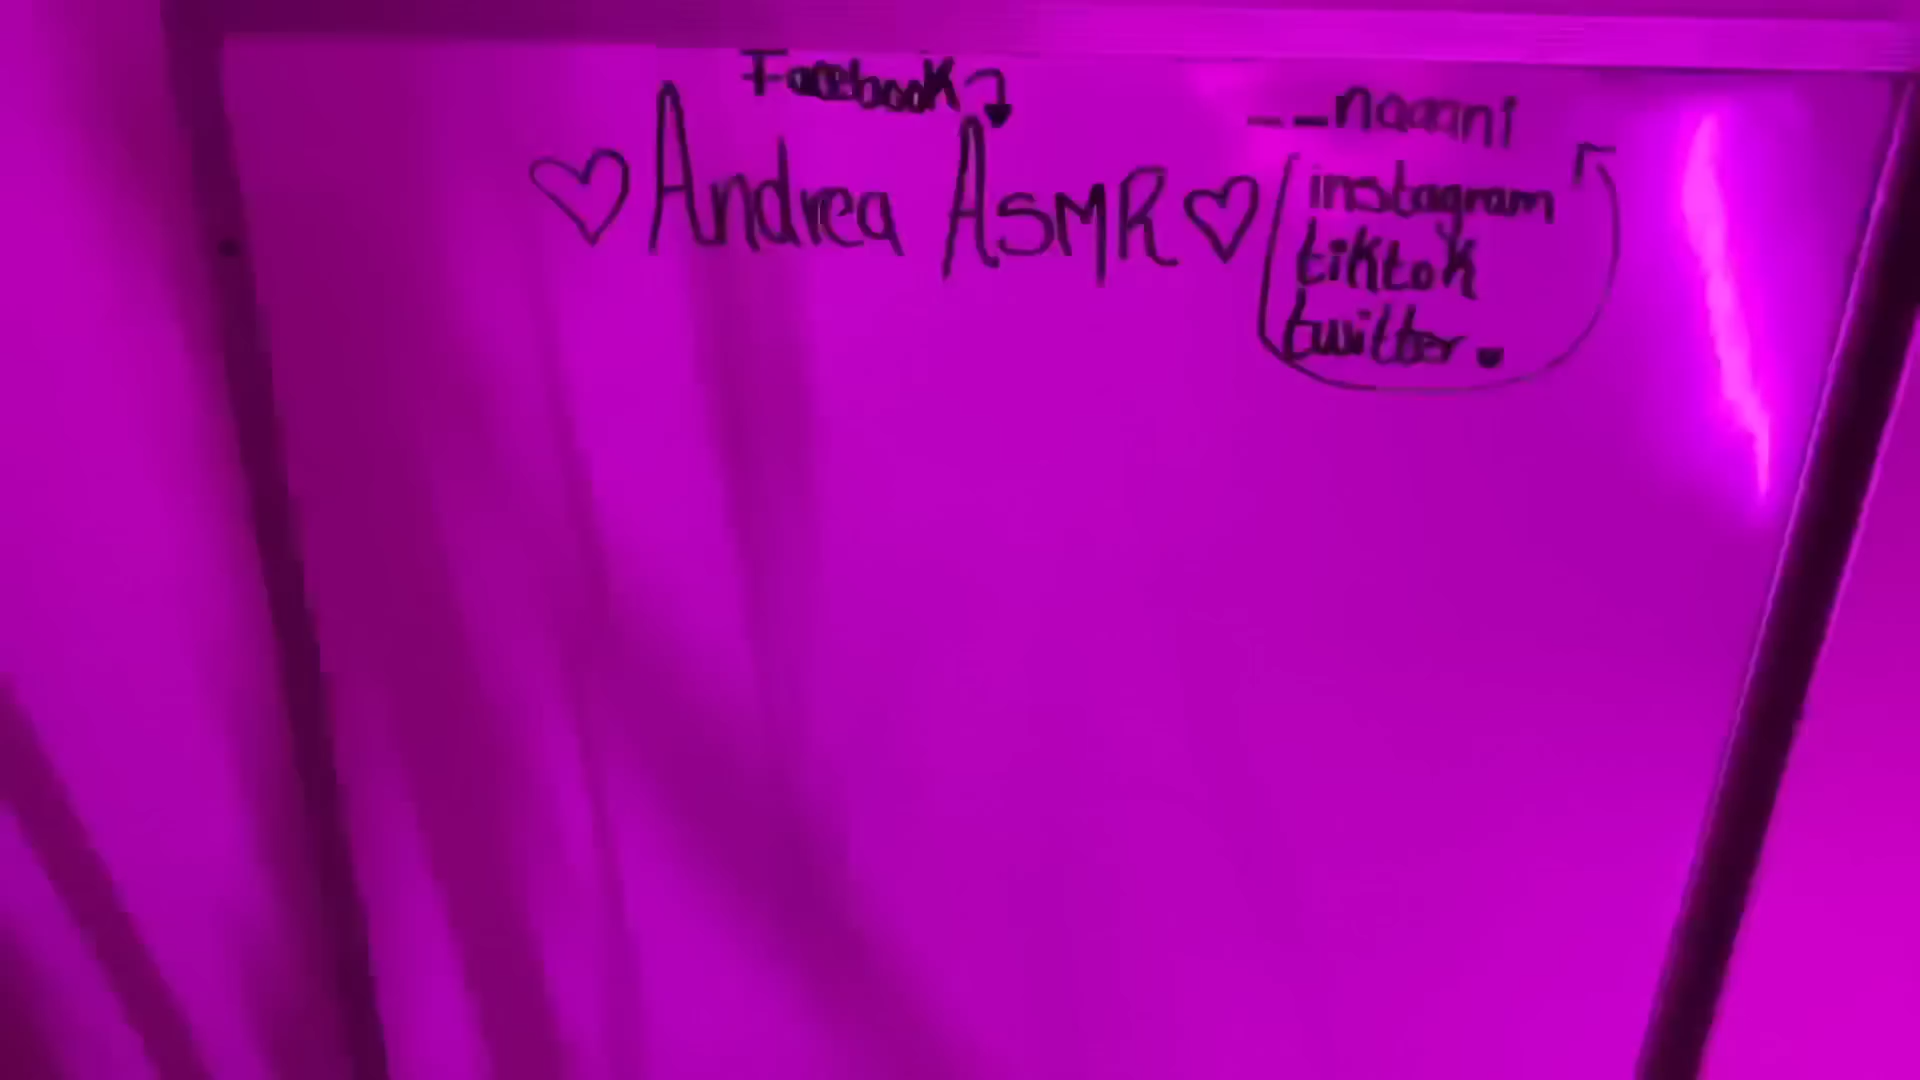 Facebook
♡ Andrea ASMR ♡
__naaani
instagram
tiktok
twitter.